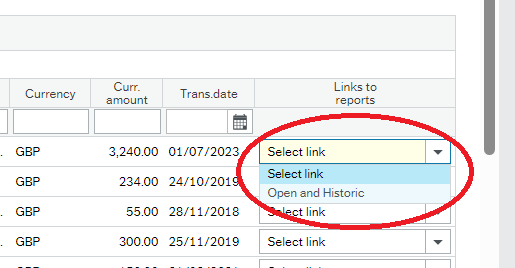 Currency
Curr. amount
Trans.date
Links to reports
. GBP 3,240.00 01/07/2023 Select link
Select link
GBP 234.00 24/10/2019 Open and Historic
. GBP 55.00 28/11/2018 Select link
. GBP 300.00 25/11/2019 Select link